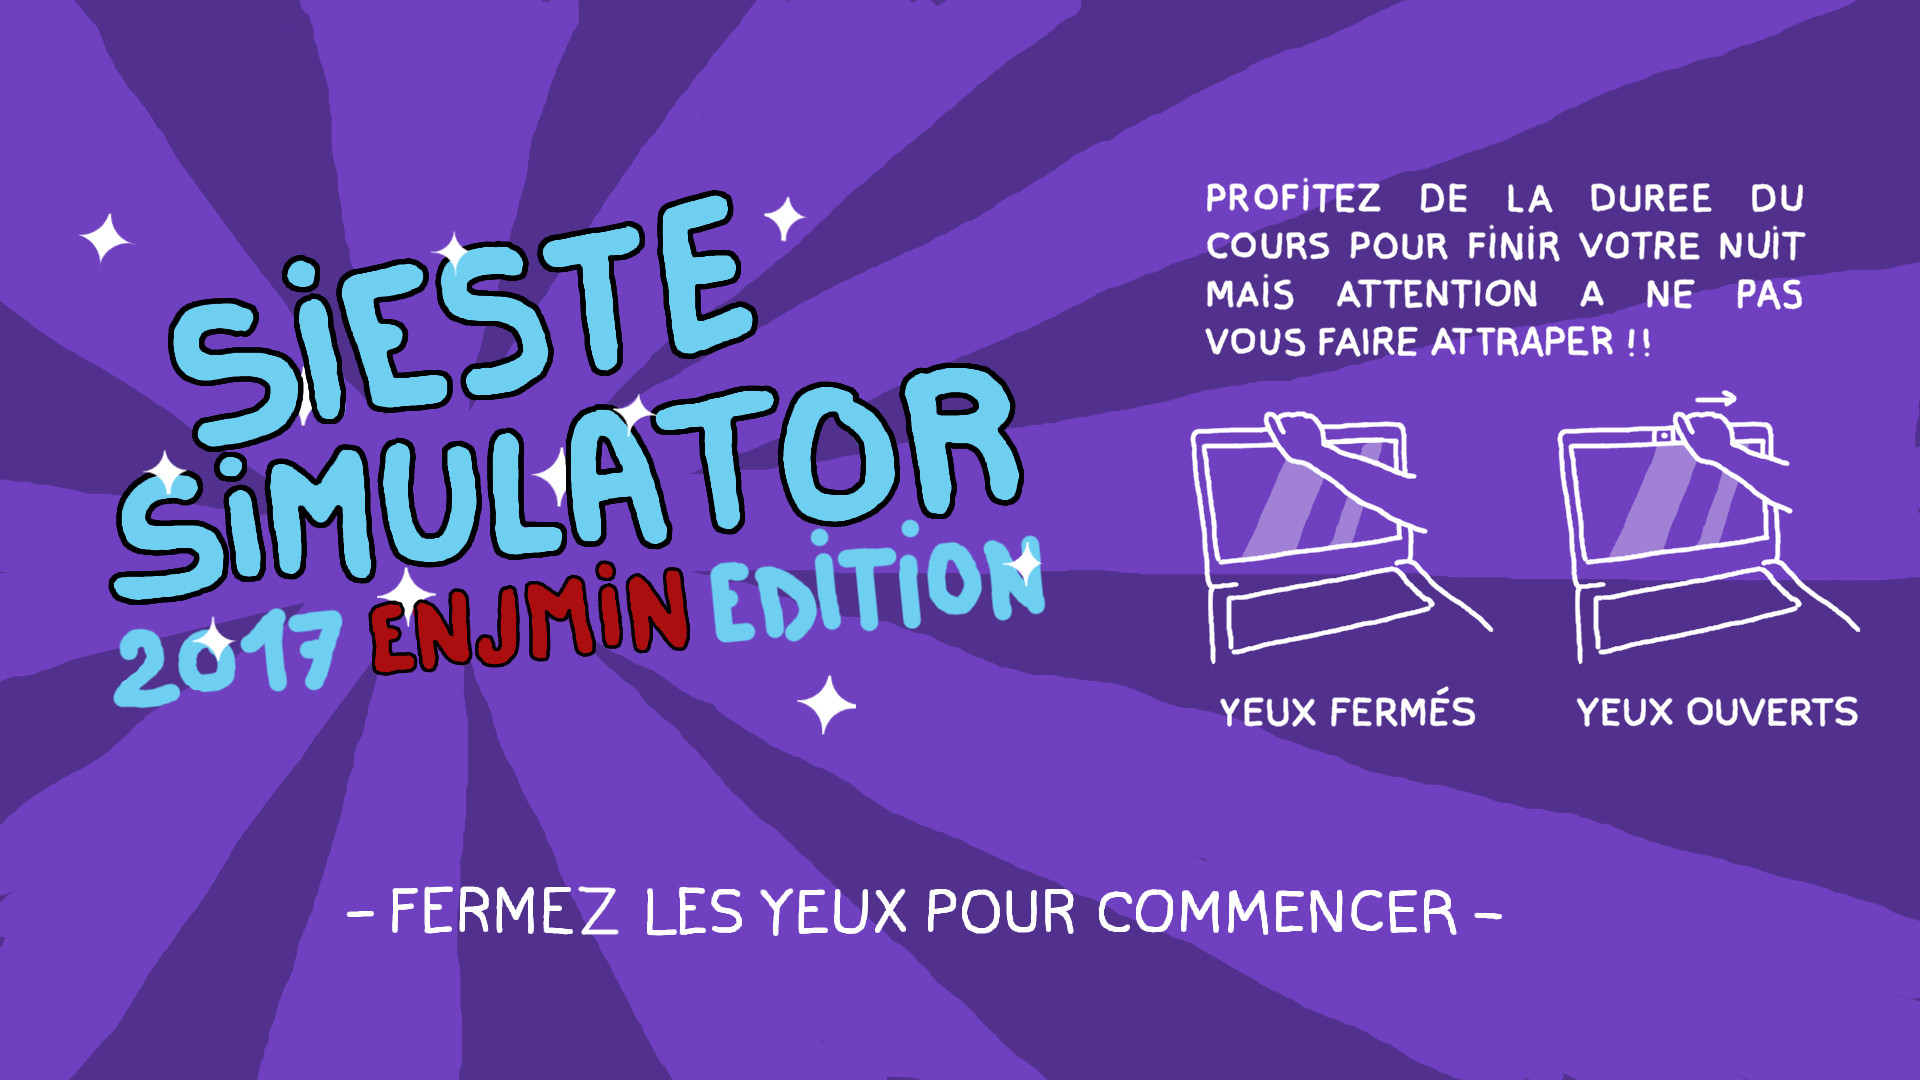 SIESTE
SIMULATOR
2017 ENJMIN EDITION
PROFITEZ DE LA DUREE DU
COURS POUR FINIR VOTRE NUIT
MAIS ATTENTION A NE PAS
VOUS FAIRE ATTRAPER !!
YEUX FERMÉS
YEUX OUVERTS
- FERMEZ LES YEUX POUR COMMENCER -